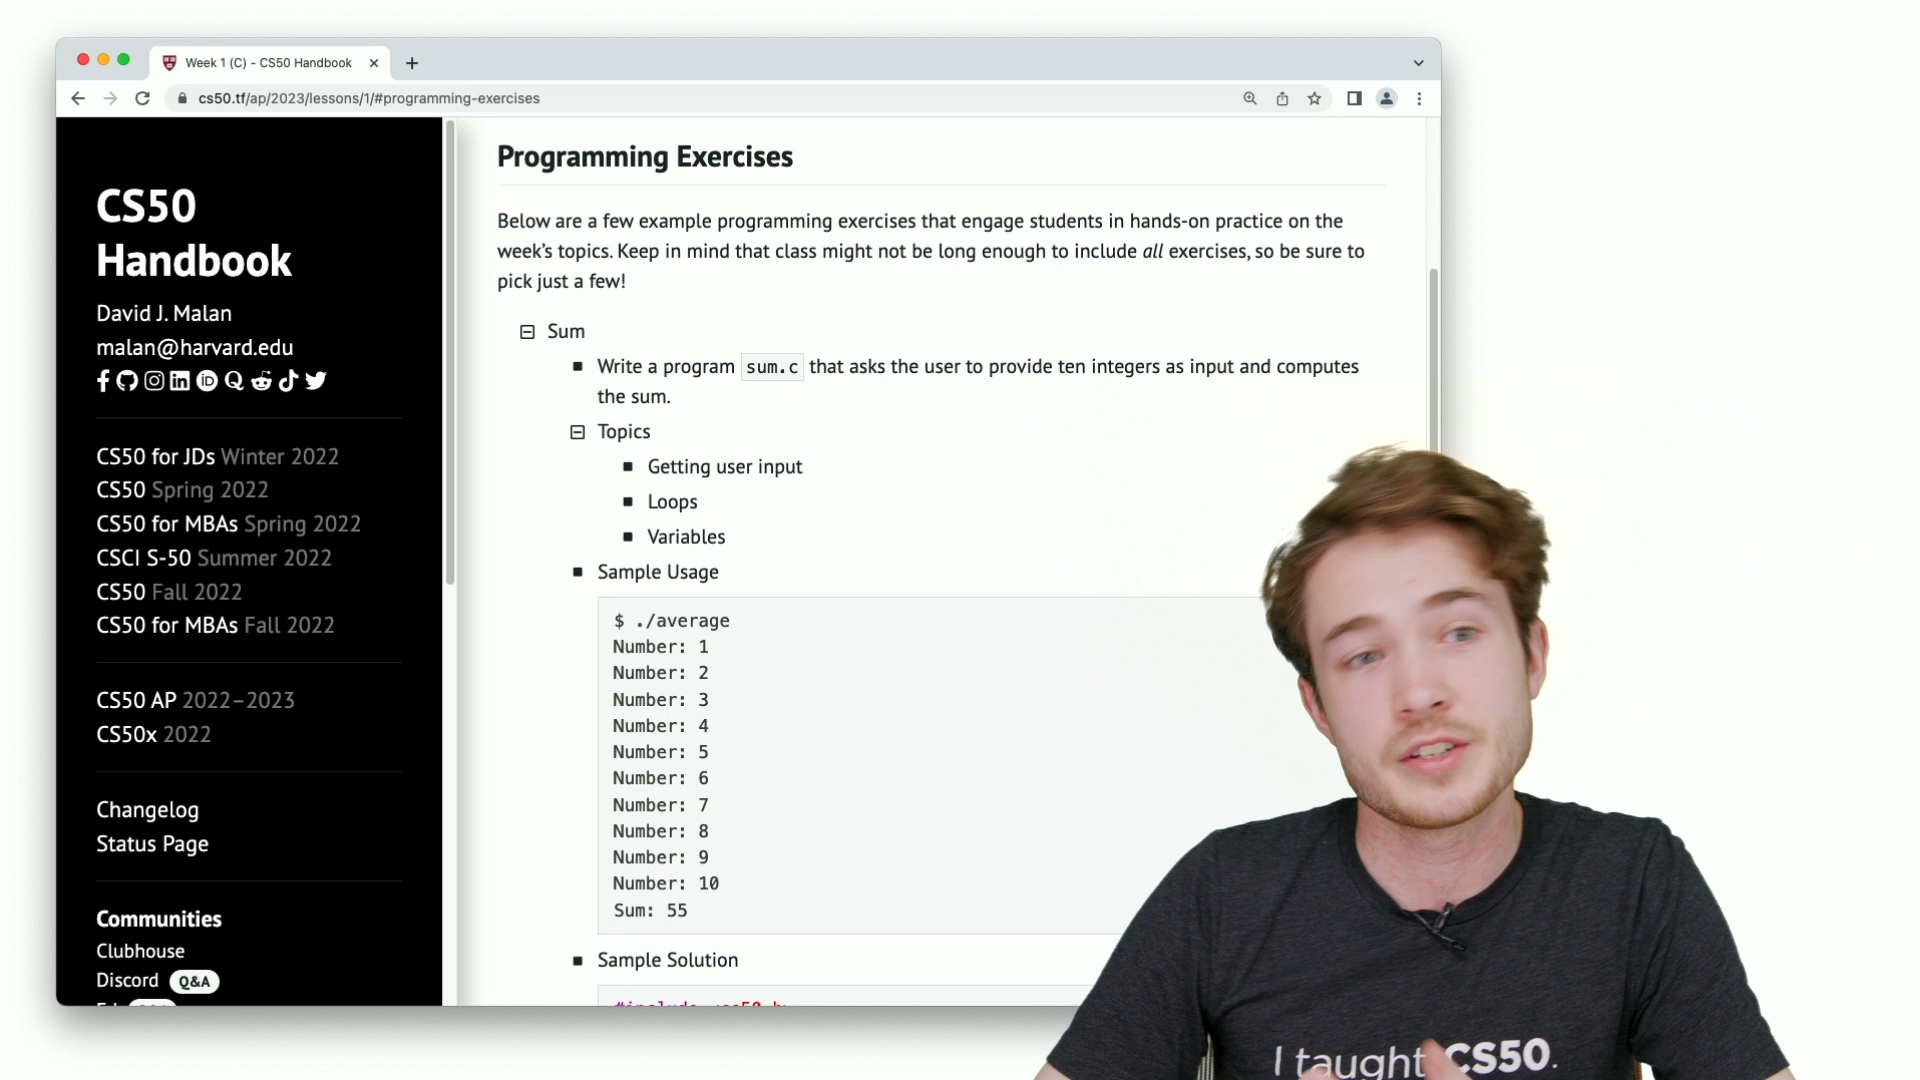 Week 1 (C) - CS50 Handbook
cs50.tf/ap/2023/lessons/1/#programming-exercises
CS50
Handbook
David J. Malan
malan@harvard.edu
CS50 for JDs Winter 2022
CS50 Spring 2022
CS50 for MBAs Spring 2022
CSCI S-50 Summer 2022
CS50 Fall 2022
CS50 for MBAs Fall 2022
CS50 AP 2022–2023
CS50x 2022
Changelog
Status Page
Communities
Clubhouse
Discord Q&A
Programming Exercises
Below are a few example programming exercises that engage students in hands-on practice on the
week’s topics. Keep in mind that class might not be long enough to include all exercises, so be sure to
pick just a few!
Sum
Write a program sum.c that asks the user to provide ten integers as input and computes
the sum.
Topics
Getting user input
Loops
Variables
Sample Usage
$ ./average
Number: 1
Number: 2
Number: 3
Number: 4
Number: 5
Number: 6
Number: 7
Number: 8
Number: 9
Number: 10
Sum: 55
Sample Solution
I taught CS50.